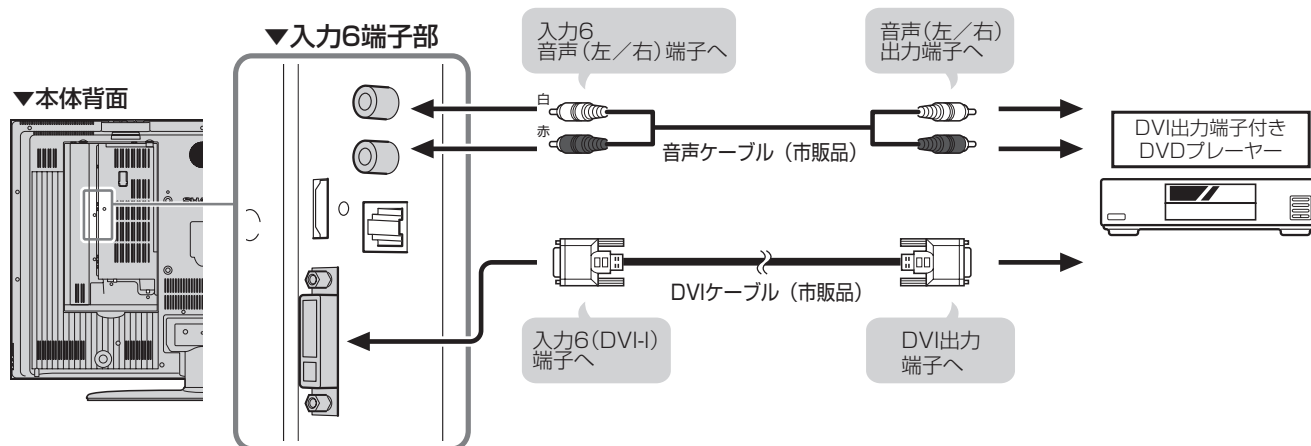 ▼入力6端子部
▼本体背面
入力6
音声(左／右)端子へ
音声(左／右)
出力端子へ
白
赤
音声ケーブル（市販品）
DVI出力端子付き
DVDプレーヤー
DVIケーブル（市販品）
入力6(DVI-I)
端子へ
DVI出力
端子へ